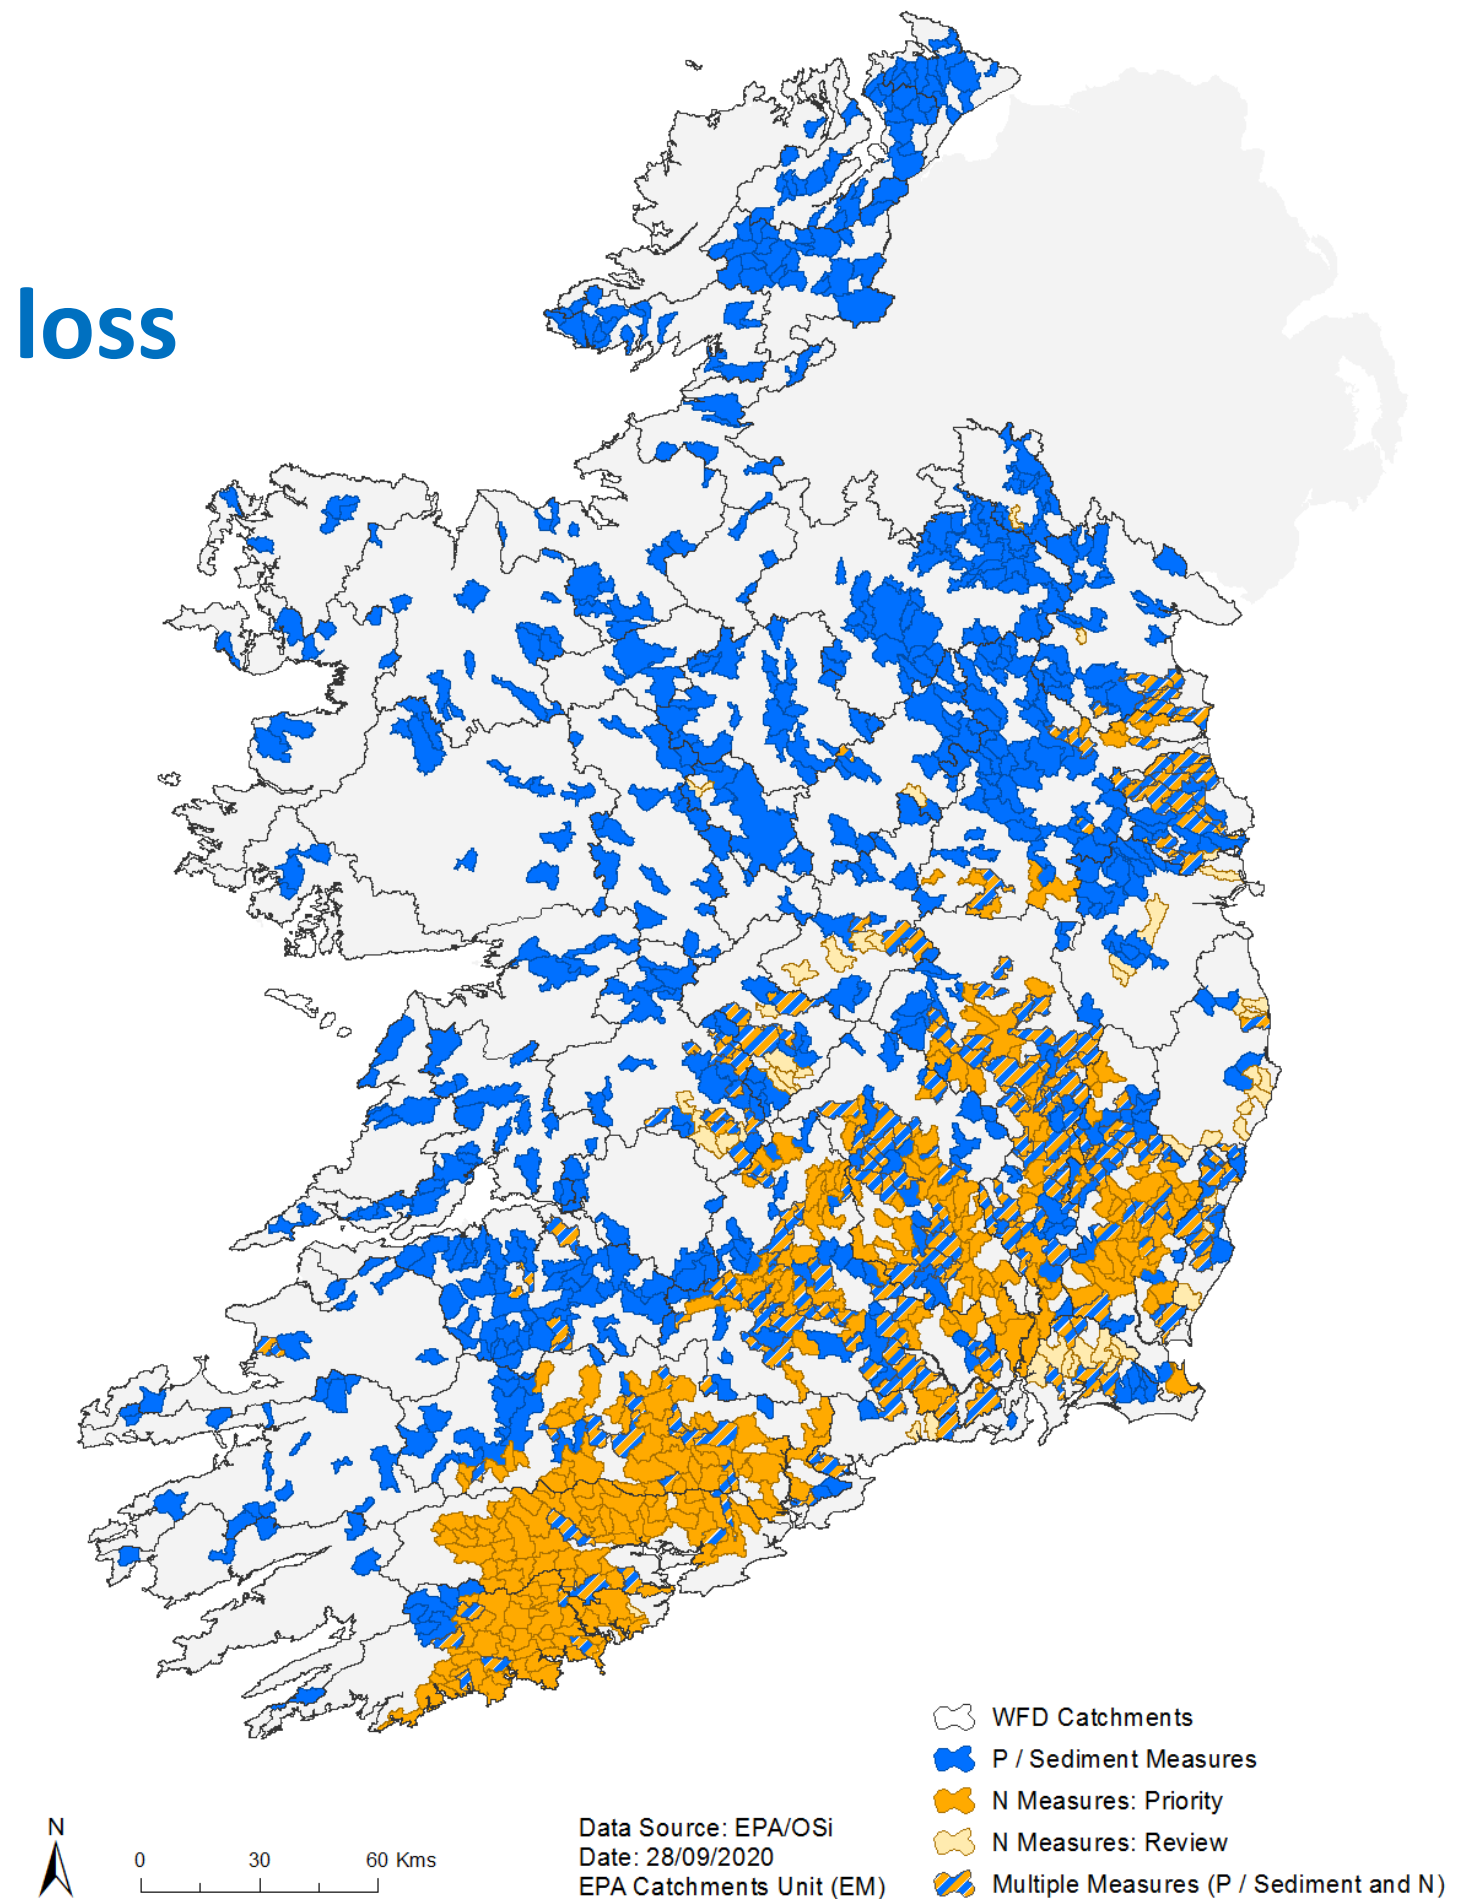 loss
WFD Catchments
P / Sediment Measures
N Measures: Priority
N Measures: Review
Multiple Measures (P / Sediment and N)
N
0 30 60 Kms
Data Source: EPA/OSi
Date: 28/09/2020
EPA Catchments Unit (EM)